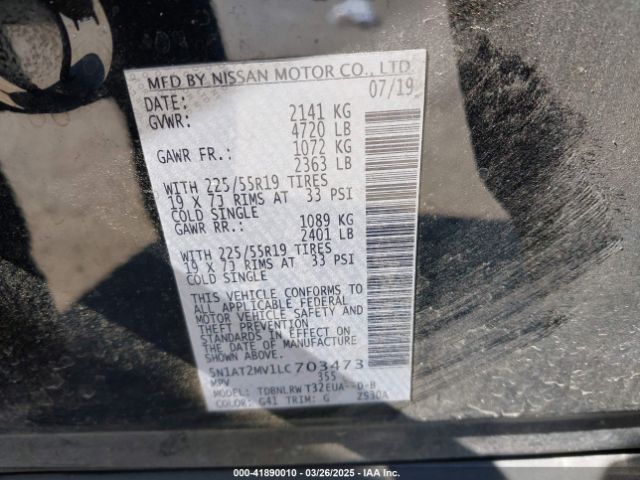 MFD BY NISSAN MOTOR CO., LTD
DATE: 07/19
GVWR: 2141 KG
4720 LB
GAWR FR.: 1072 KG
2363 LB
WITH 225/55R19 TIRES
19 X 7J RIMS AT 33 PSI
COLD SINGLE
GAWR RR.: 1089 KG
2401 LB
WITH 225/55R19 TIRES
19 X 7J RIMS AT 33 PSI
COLD SINGLE
THIS VEHICLE CONFORMS TO
ALL APPLICABLE FEDERAL
MOTOR VEHICLE SAFETY AND
THEFT PREVENTION
STANDARDS IN EFFECT ON
THE DATE OF MANUFACTURE
SHOWN ABOVE.
5N1AT2MV1LC703473
MPV 355
MODEL: TDBNLRW T32EUA--D-B
COLOR: G41 TRIM: G ZS30A
000-41890010 | 03/26/2025 | IAA Inc.